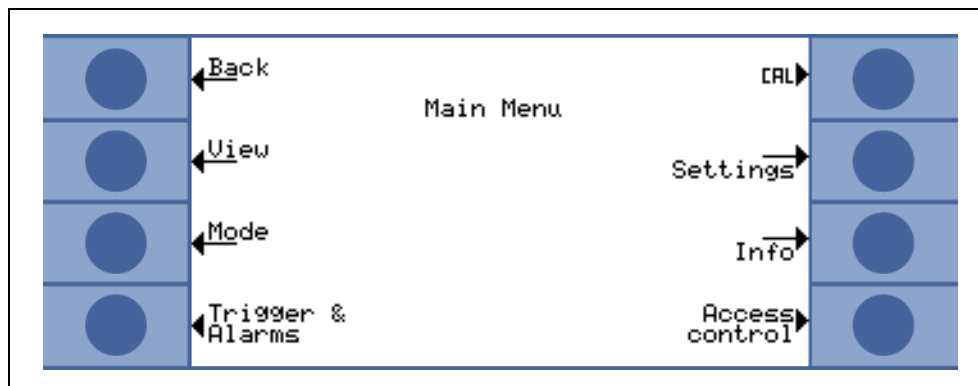 Back
CAL
Main Menu
View
Settings
Mode
Info
Trigger &
Alarms
Access
control